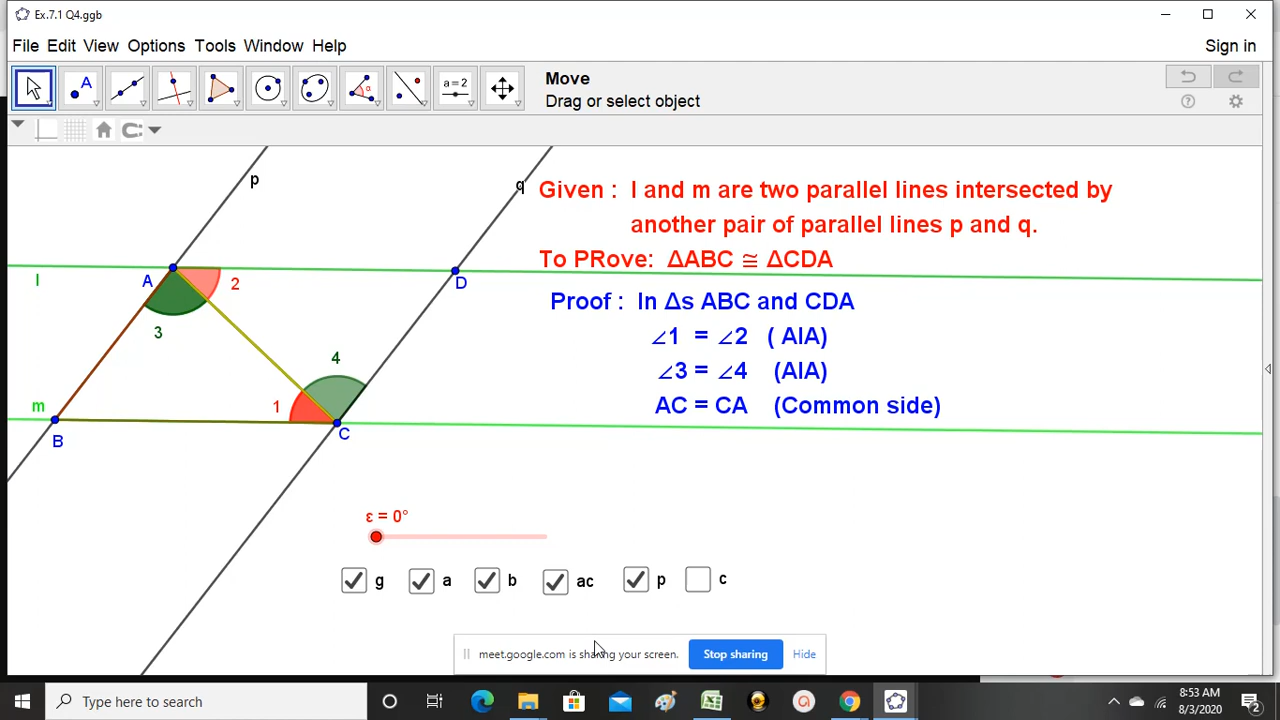 Ex.7.1 Q4.ggb
File Edit View Options Tools Window Help
Sign in
A
α
a = 2
Move
Drag or select object
p
q
Given : l and m are two parallel lines intersected by
another pair of parallel lines p and q.
To PRove: ΔABC ≅ ΔCDA
l
A
2
D
Proof : In Δs ABC and CDA
3
∠1 = ∠2 ( AIA)
4
∠3 = ∠4 (AIA)
m
1
AC = CA (Common side)
B
C
ε = 0°
g a b ac p c
meet.google.com is sharing your screen. Stop sharing Hide
Type here to search
8:53 AM
8/3/2020
2